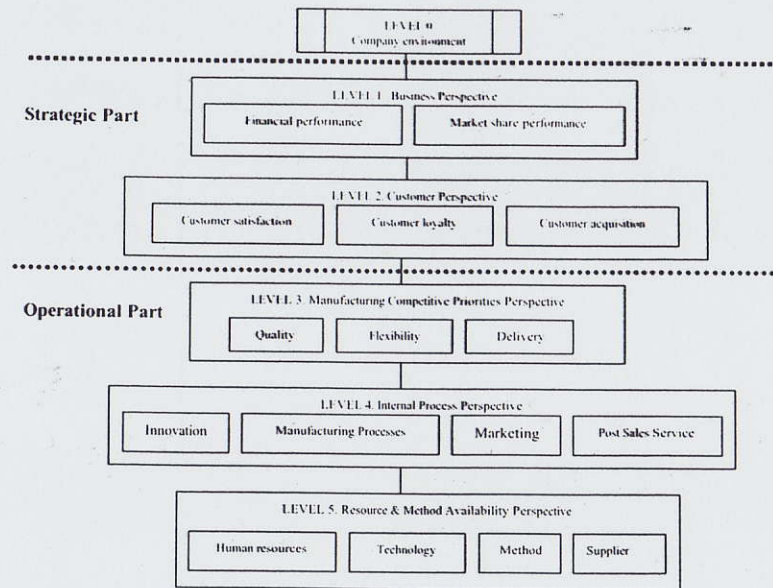 LEVEL 0
Company environment
Strategic Part
LEVEL 1. Business Perspective
Financial performance
Market share performance
LEVEL 2. Customer Perspective
Customer satisfaction
Customer loyalty
Customer acquisition
Operational Part
LEVEL 3. Manufacturing Competitive Priorities Perspective
Quality
Flexibility
Delivery
LEVEL 4. Internal Process Perspective
Innovation
Manufacturing Processes
Marketing
Post Sales Service
LEVEL 5. Resource & Method Availability Perspective
Human resources
Technology
Method
Supplier